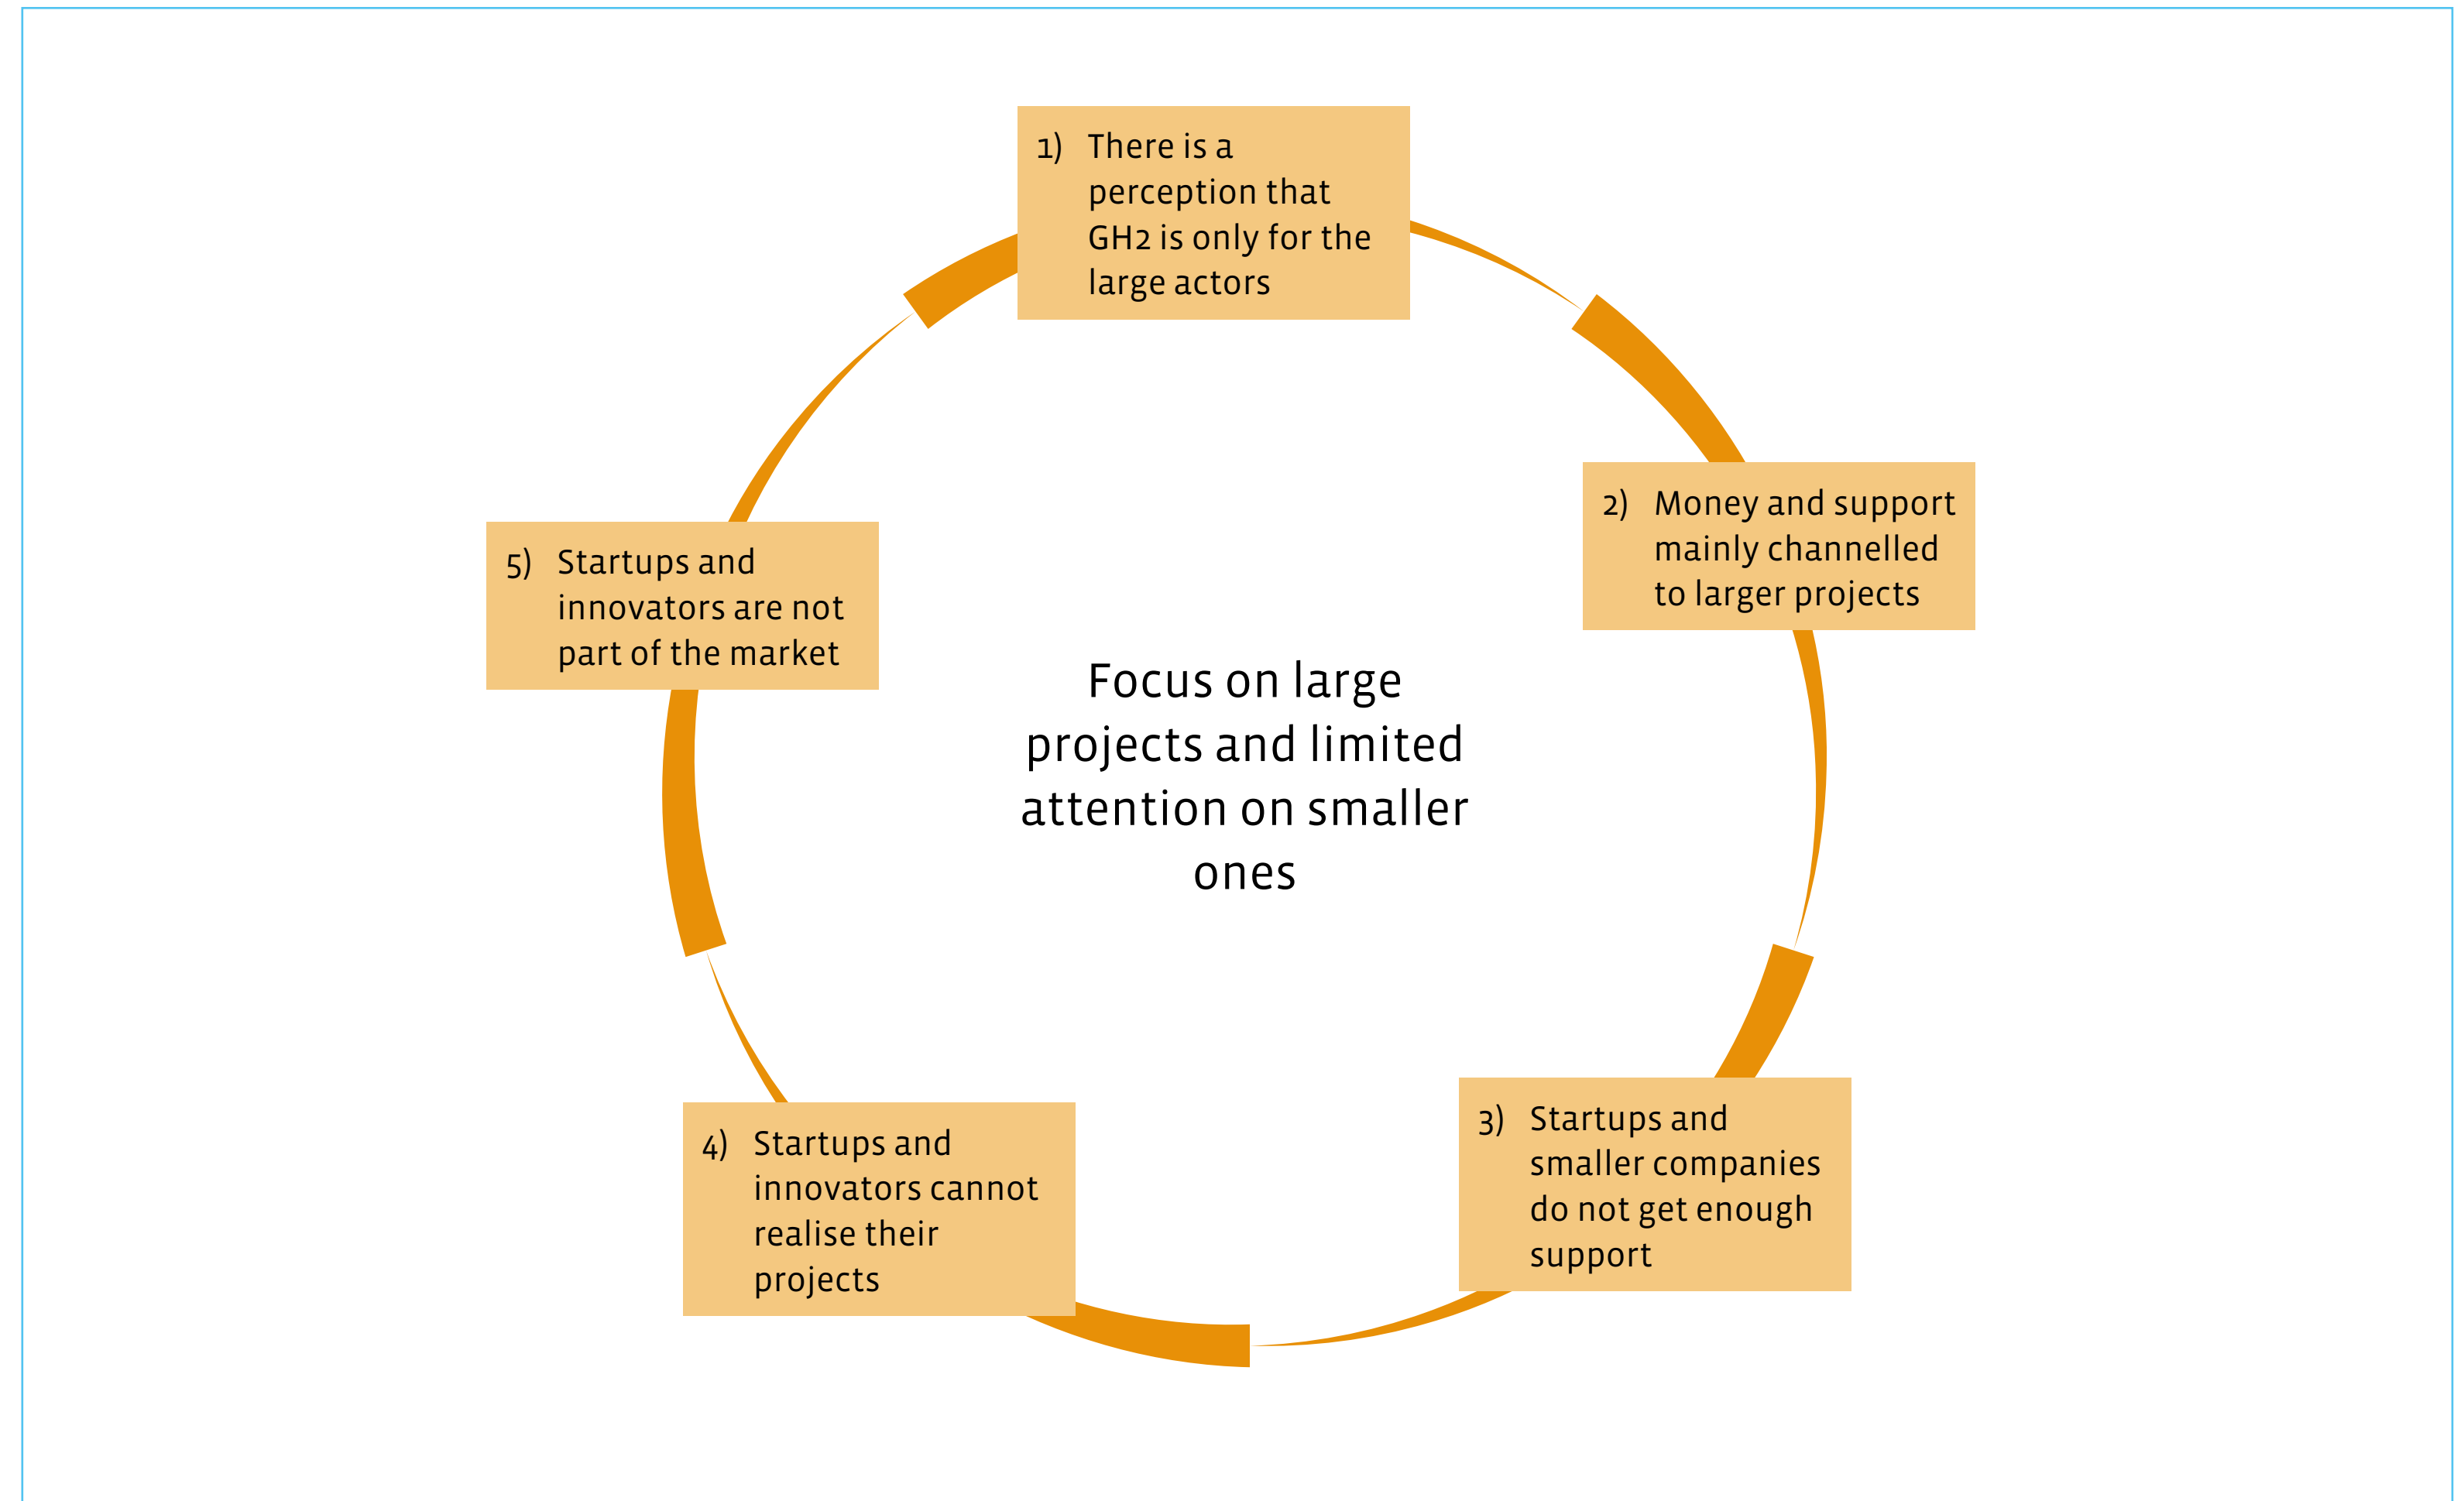 1) There is a
perception that
GH2 is only for the
large actors
2) Money and support
mainly channelled
to larger projects
3) Startups and
smaller companies
do not get enough
support
4) Startups and
innovators cannot
realise their
projects
5) Startups and
innovators are not
part of the market
Focus on large
projects and limited
attention on smaller
ones